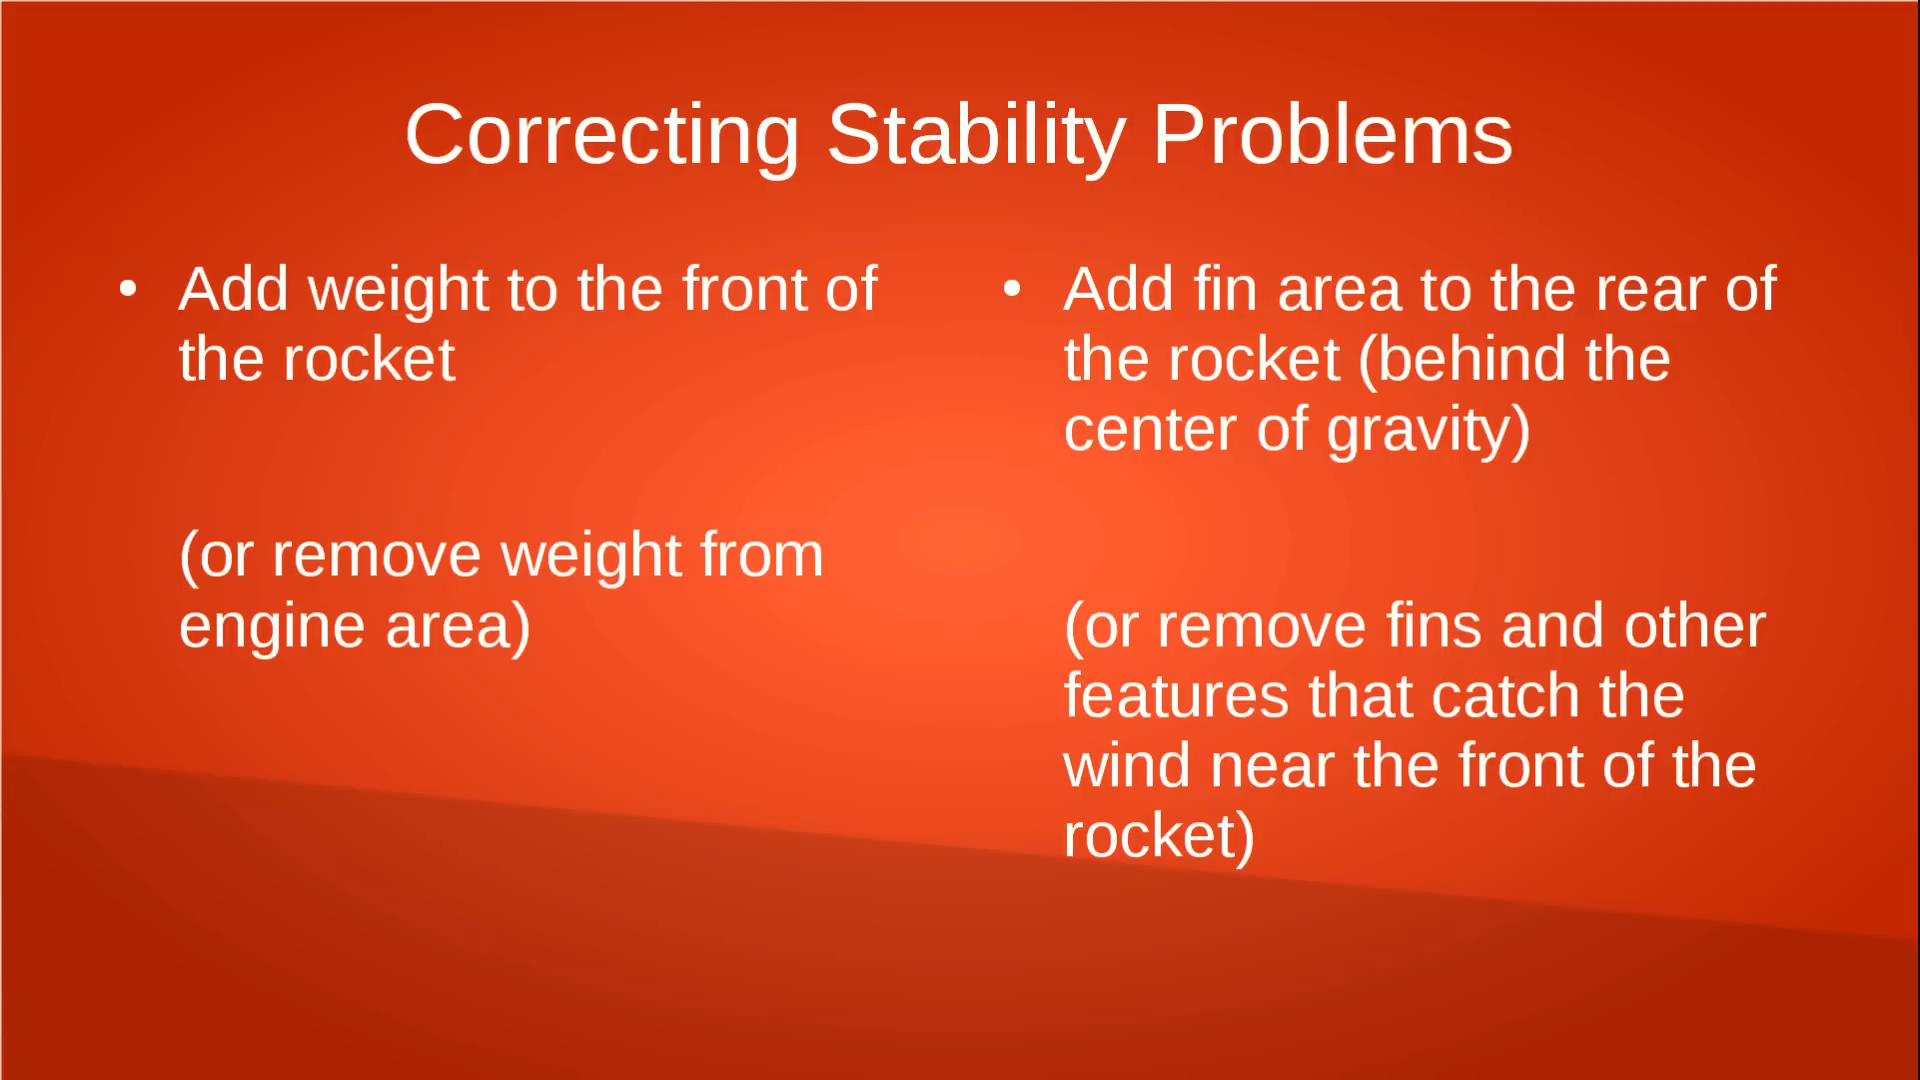 Correcting Stability Problems
• Add weight to the front of
the rocket
(or remove weight from
engine area)
• Add fin area to the rear of
the rocket (behind the
center of gravity)
(or remove fins and other
features that catch the
wind near the front of the
rocket)